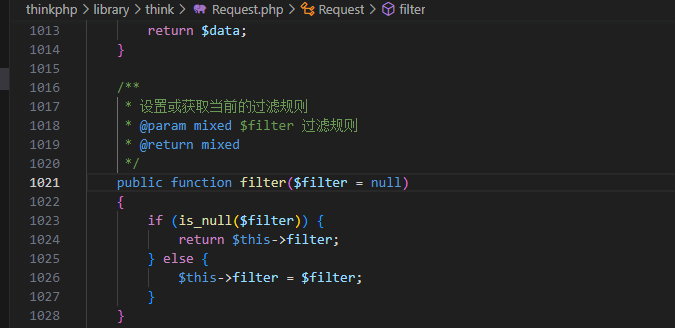 thinkphp > library > think > Request.php > Request > filter
1013 return $data;
1014 }
1015
1016 /**
1017 * 设置或获取当前的过滤规则
1018 * @param mixed $filter 过滤规则
1019 * @return mixed
1020 */
1021 public function filter($filter = null)
1022 {
1023 if (is_null($filter)) {
1024 return $this->filter;
1025 } else {
1026 $this->filter = $filter;
1027 }
1028 }